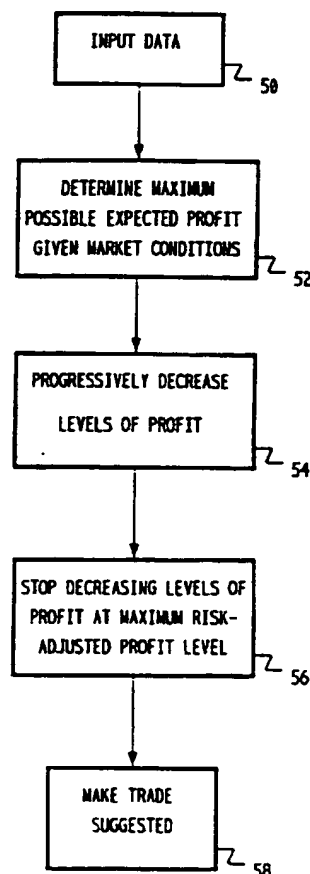 INPUT DATA
50
DETERMINE MAXIMUM
POSSIBLE EXPECTED PROFIT
GIVEN MARKET CONDITIONS
52
PROGRESSIVELY DECREASE
LEVELS OF PROFIT
54
STOP DECREASING LEVELS OF
PROFIT AT MAXIMUM RISK-
ADJUSTED PROFIT LEVEL
56
MAKE TRADE
SUGGESTED
58